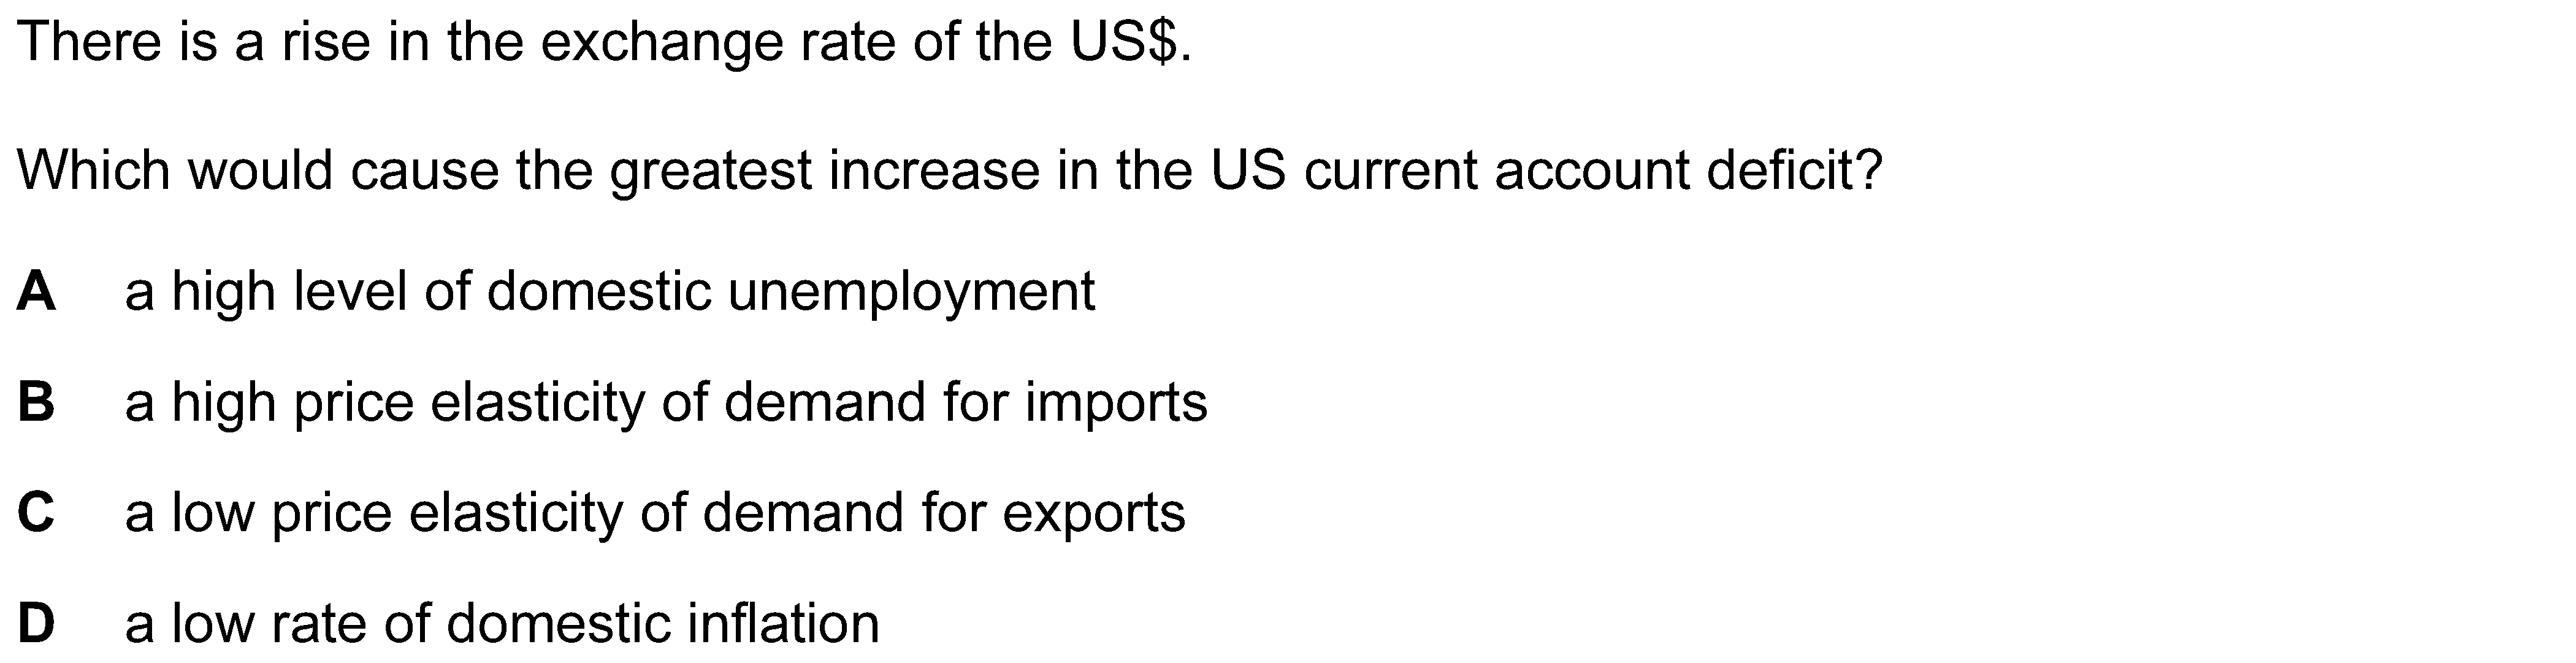 There is a rise in the exchange rate of the US$.
Which would cause the greatest increase in the US current account deficit?
A a high level of domestic unemployment
B a high price elasticity of demand for imports
C a low price elasticity of demand for exports
D a low rate of domestic inflation